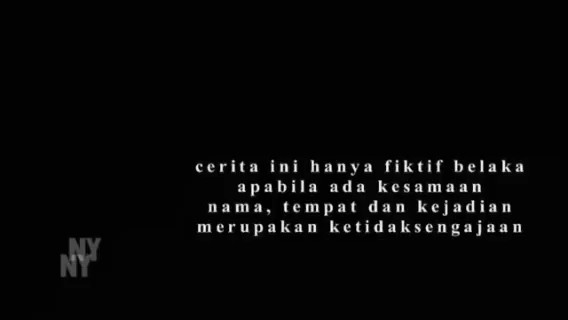 cerita ini hanya fiktif belaka
apabila ada kesamaan
nama, tempat dan kejadian
merupakan ketidaksengajaan
NY
NY